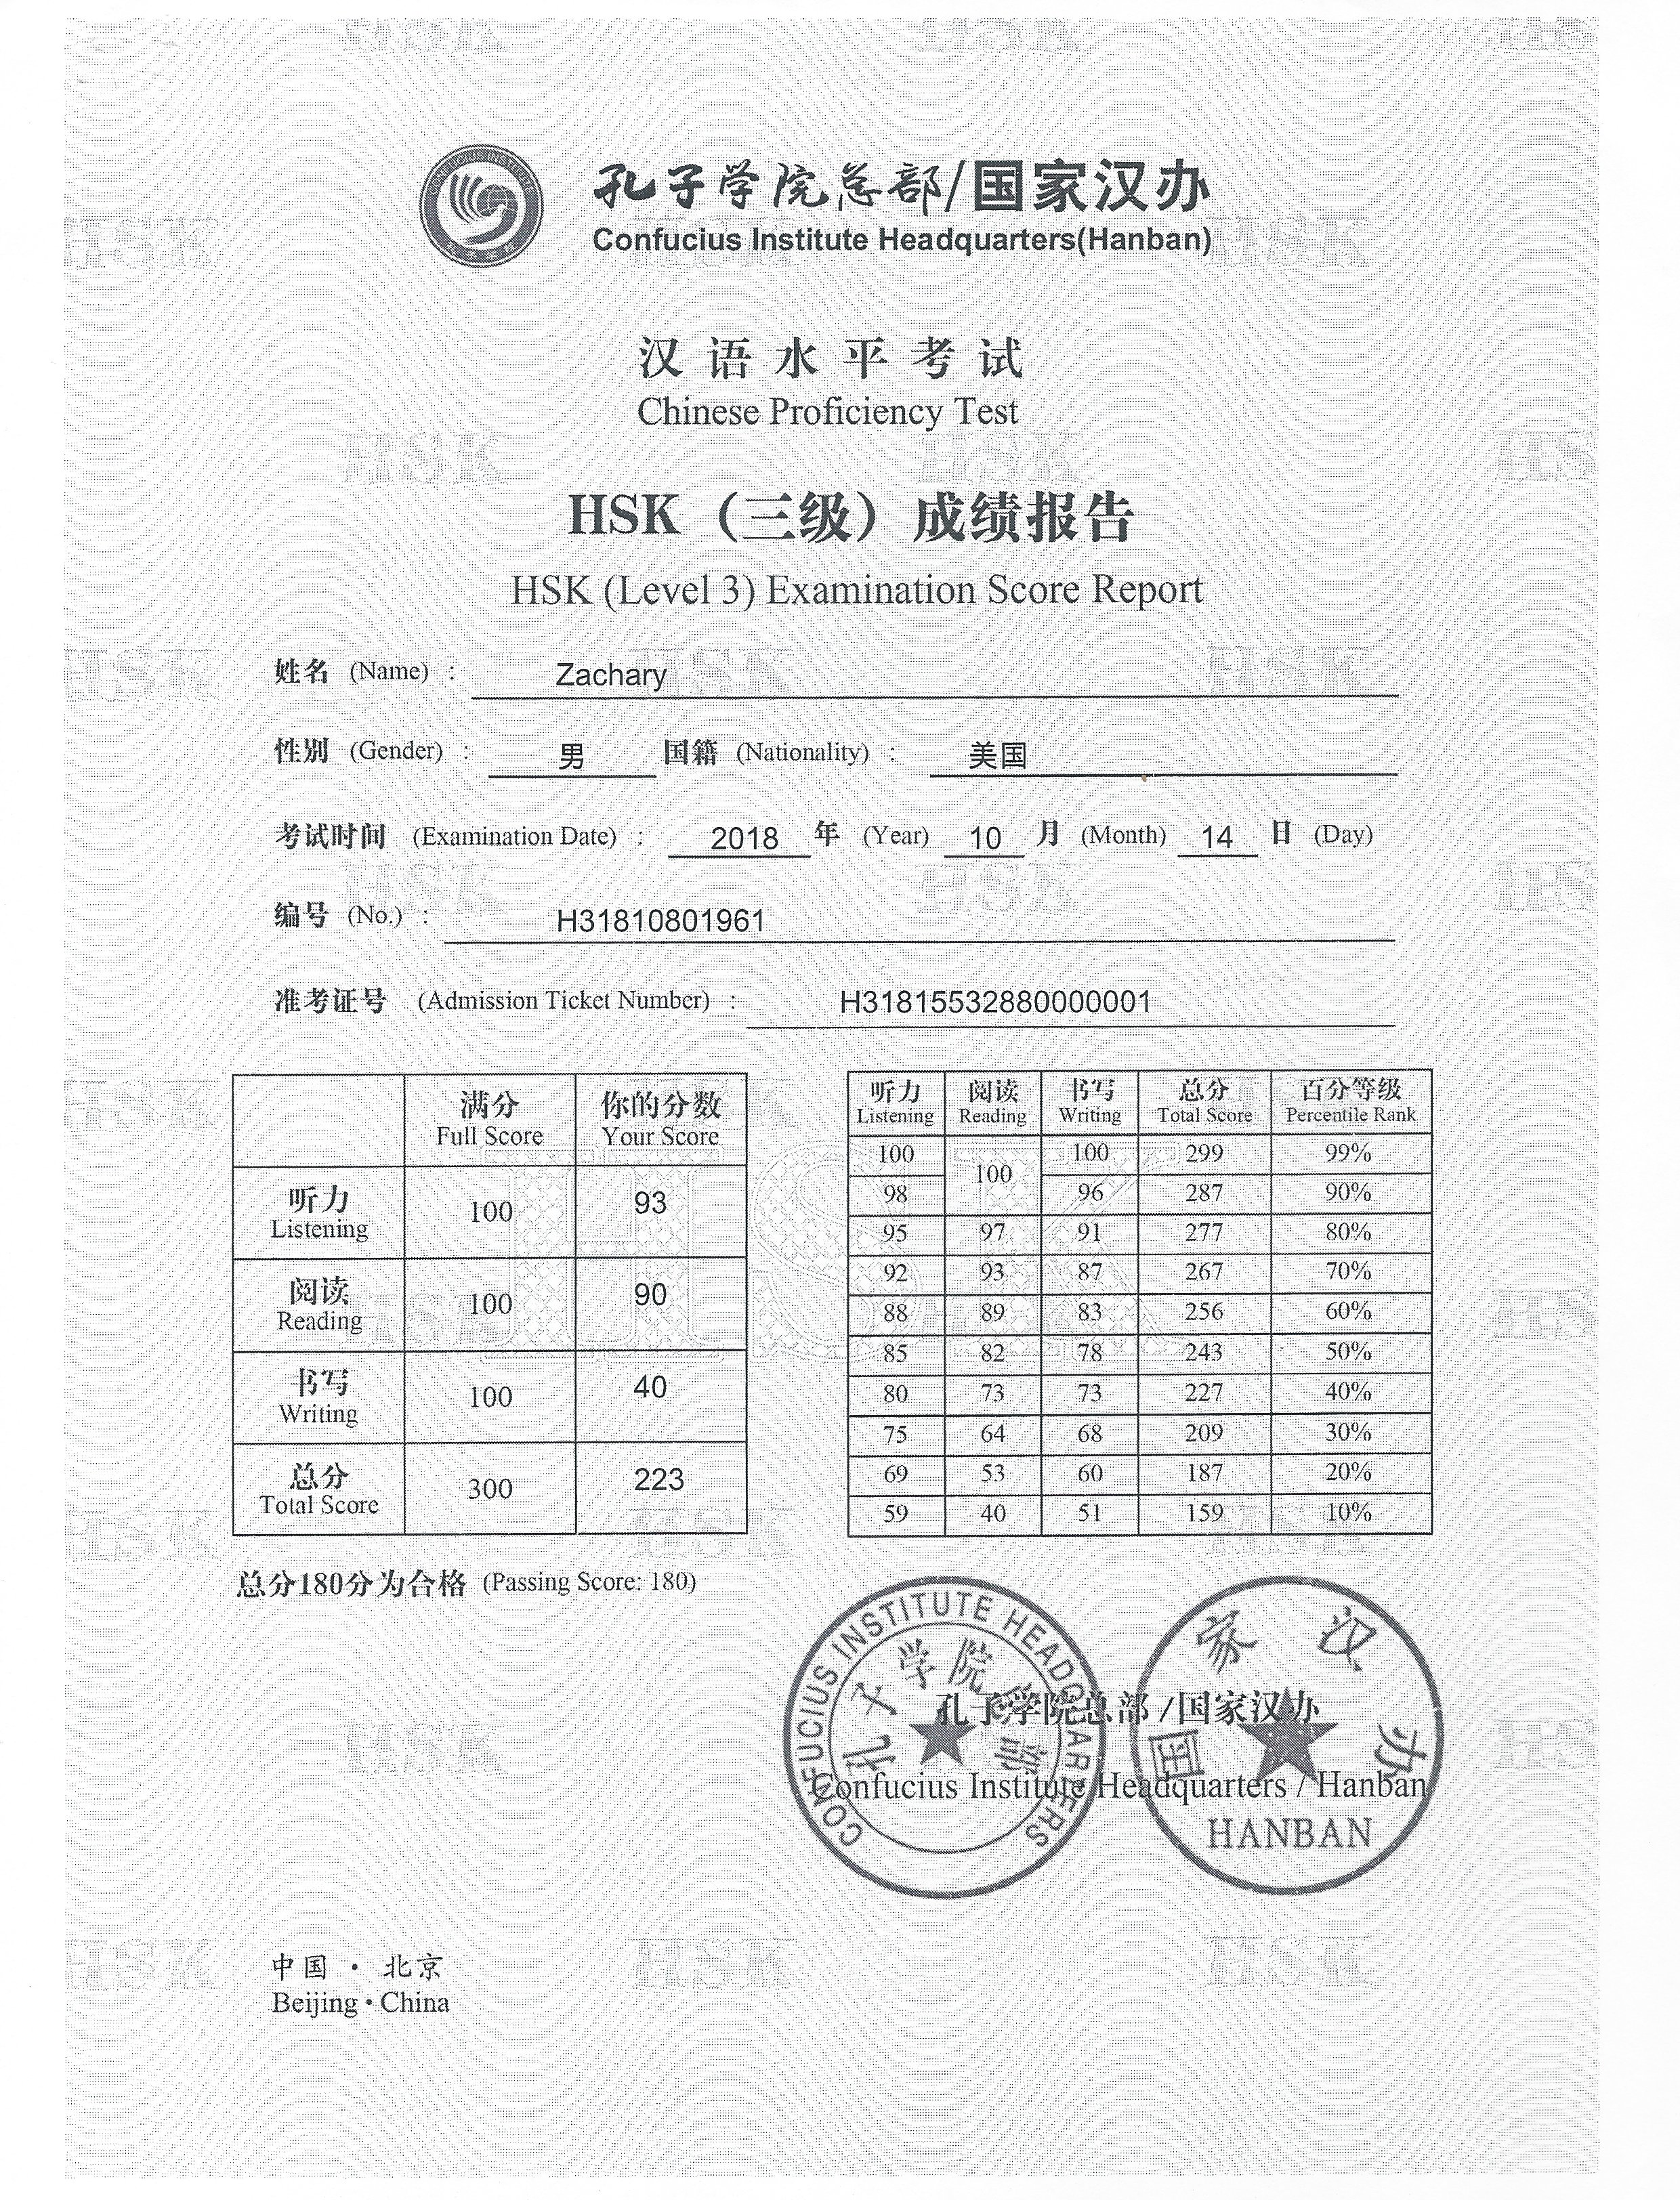 孔子学院总部/国家汉办
Confucius Institute Headquarters(Hanban)
汉语水平考试
Chinese Proficiency Test
HSK（三级）成绩报告
HSK (Level 3) Examination Score Report
姓名 (Name) : Zachary
性别 (Gender) : 男 国籍 (Nationality) : 美国
考试时间 (Examination Date) : 2018 年 (Year) 10 月 (Month) 14 日 (Day)
编号 (No.) : H31810801961
准考证号 (Admission Ticket Number) : H31815532880000001
满分 你的分数
Full Score Your Score
听力 100 93
Listening
阅读 100 90
Reading
书写 100 40
Writing
总分 300 223
Total Score
听力 阅读 书写 总分 百分等级
Listening Reading Writing Total Score Percentile Rank
100 100 100 299 99%
98 96 287 90%
95 97 91 277 80%
92 93 87 267 70%
88 89 83 256 60%
85 82 78 243 50%
80 73 73 227 40%
75 64 68 209 30%
69 53 60 187 20%
59 40 51 159 10%
总分180分为合格 (Passing Score: 180)
CONFUCIUS INSTITUTE HEADQUARTERS
孔子学院总部
国家汉办
HANBAN
孔子学院总部/国家汉办
Confucius Institute Headquarters / Hanban
中国·北京
Beijing·China
HSK